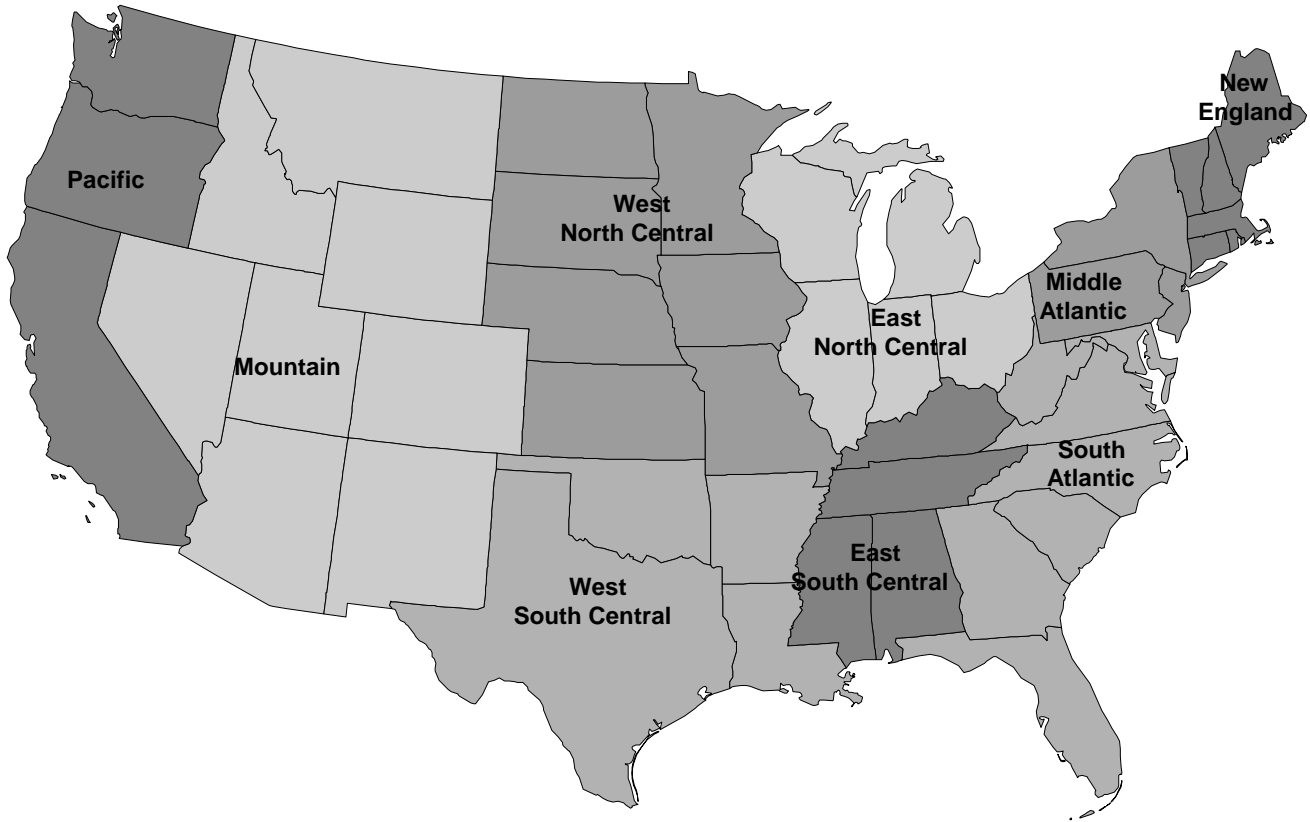 New
England
Pacific
West
North Central
Middle
Atlantic
East
North Central
Mountain
South
Atlantic
East
South Central
West
South Central